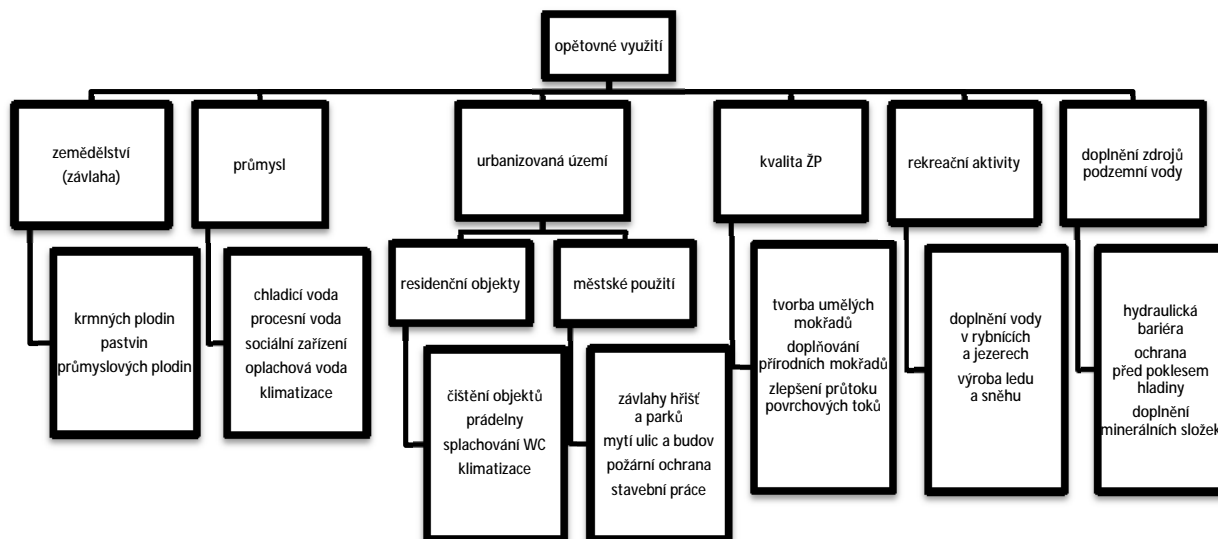 opětovné využití
zemědělství
(závlaha)
průmysl
urbanizovaná území
kvalita ŽP
rekreační aktivity
doplnění zdrojů
podzemní vody
residenční objekty
městské použití
krmných plodin
pastvin
průmyslových plodin
chladicí voda
procesní voda
sociální zařízení
oplachová voda
klimatizace
čištění objektů
prádelny
splachování WC
klimatizace
závlahy hřišť
a parků
mytí ulic a budov
požární ochrana
stavební práce
tvorba umělých
mokřadů
doplňování
přírodních mokřadů
zlepšení průtoku
povrchových toků
doplnění vody
v rybnících
a jezerech
výroba ledu
a sněhu
hydraulická
bariéra
ochrana
před poklesem
hladiny
doplnění
minerálních složek